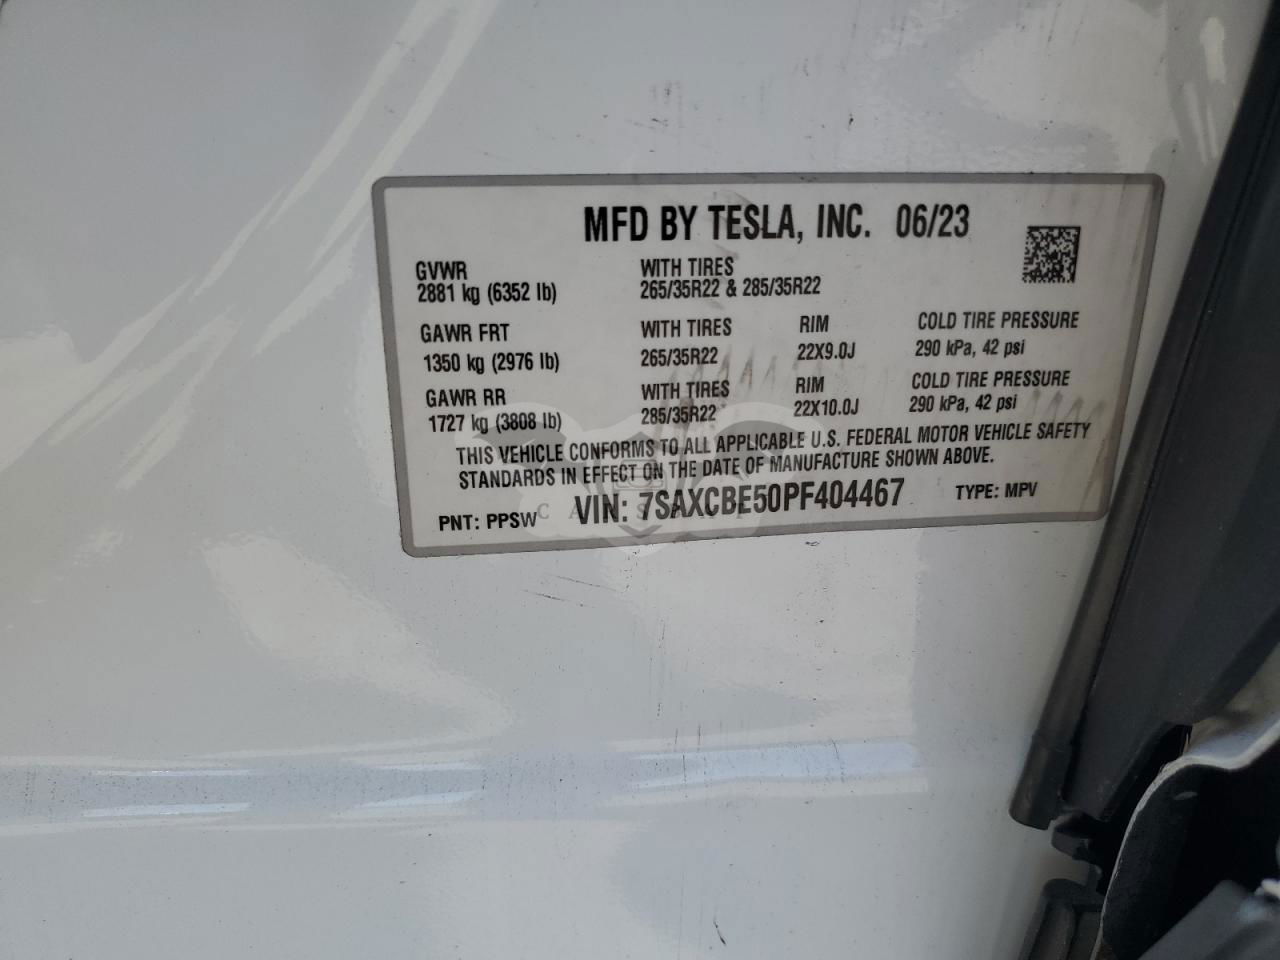 MFD BY TESLA, INC. 06/23
GVWR
2881 kg (6352 lb)
WITH TIRES
265/35R22 & 285/35R22
GAWR FRT
1350 kg (2976 lb)
WITH TIRES
265/35R22
RIM
22X9.0J
COLD TIRE PRESSURE
290 kPa, 42 psi
GAWR RR
1727 kg (3808 lb)
WITH TIRES
285/35R22
RIM
22X10.0J
COLD TIRE PRESSURE
290 kPa, 42 psi
THIS VEHICLE CONFORMS TO ALL APPLICABLE U.S. FEDERAL MOTOR VEHICLE SAFETY
STANDARDS IN EFFECT ON THE DATE OF MANUFACTURE SHOWN ABOVE.
PNT: PPSW VIN: 7SAXCBE50PF404467 TYPE: MPV